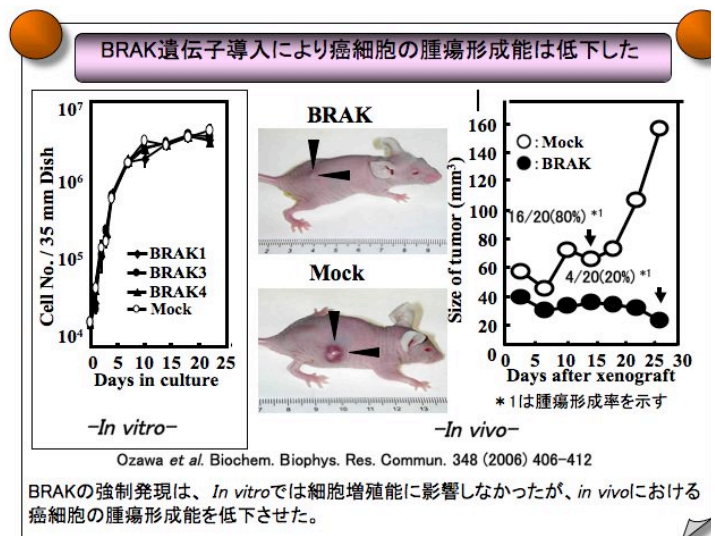 BRAK遺伝子導入により癌細胞の腫瘍形成能は低下した
10⁷
10⁶
10⁵
10⁴
Cell No. / 35 mm Dish
BRAK1
BRAK3
BRAK4
Mock
0 5 10 15 20 25
Days in culture
-In vitro-
BRAK
Mock
160
140
120
100
80
60
40
20
Size of tumor (mm³)
: Mock
: BRAK
16/20(80%) *1
4/20(20%) *1
0 5 10 15 20 25 30
Days after xenograft
*1は腫瘍形成率を示す
-In vivo-
Ozawa et al. Biochem. Biophys. Res. Commun. 348 (2006) 406-412
BRAKの強制発現は、In vitroでは細胞増殖能に影響しなかったが、in vivoにおける
癌細胞の腫瘍形成能を低下させた。